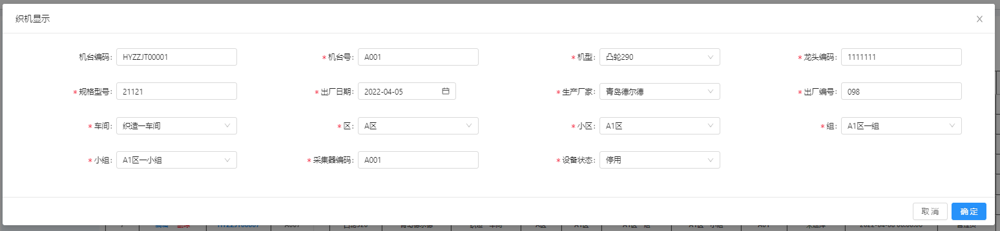 织机显示
机台编码: HYZZJT00001 * 机台号: A001 * 机型: 凸轮290 * 龙头编码: 1111111
* 规格型号: 21121 * 出厂日期: 2022-04-05 * 生产厂家: 青岛德尔德 * 出厂编号: 098
* 车间: 织造一车间 * 区: A区 * 小区: A1区 * 组: A1区一组
* 小组: A1区一小组 * 采集器编码: A001 * 设备状态: 停用
取消 确定